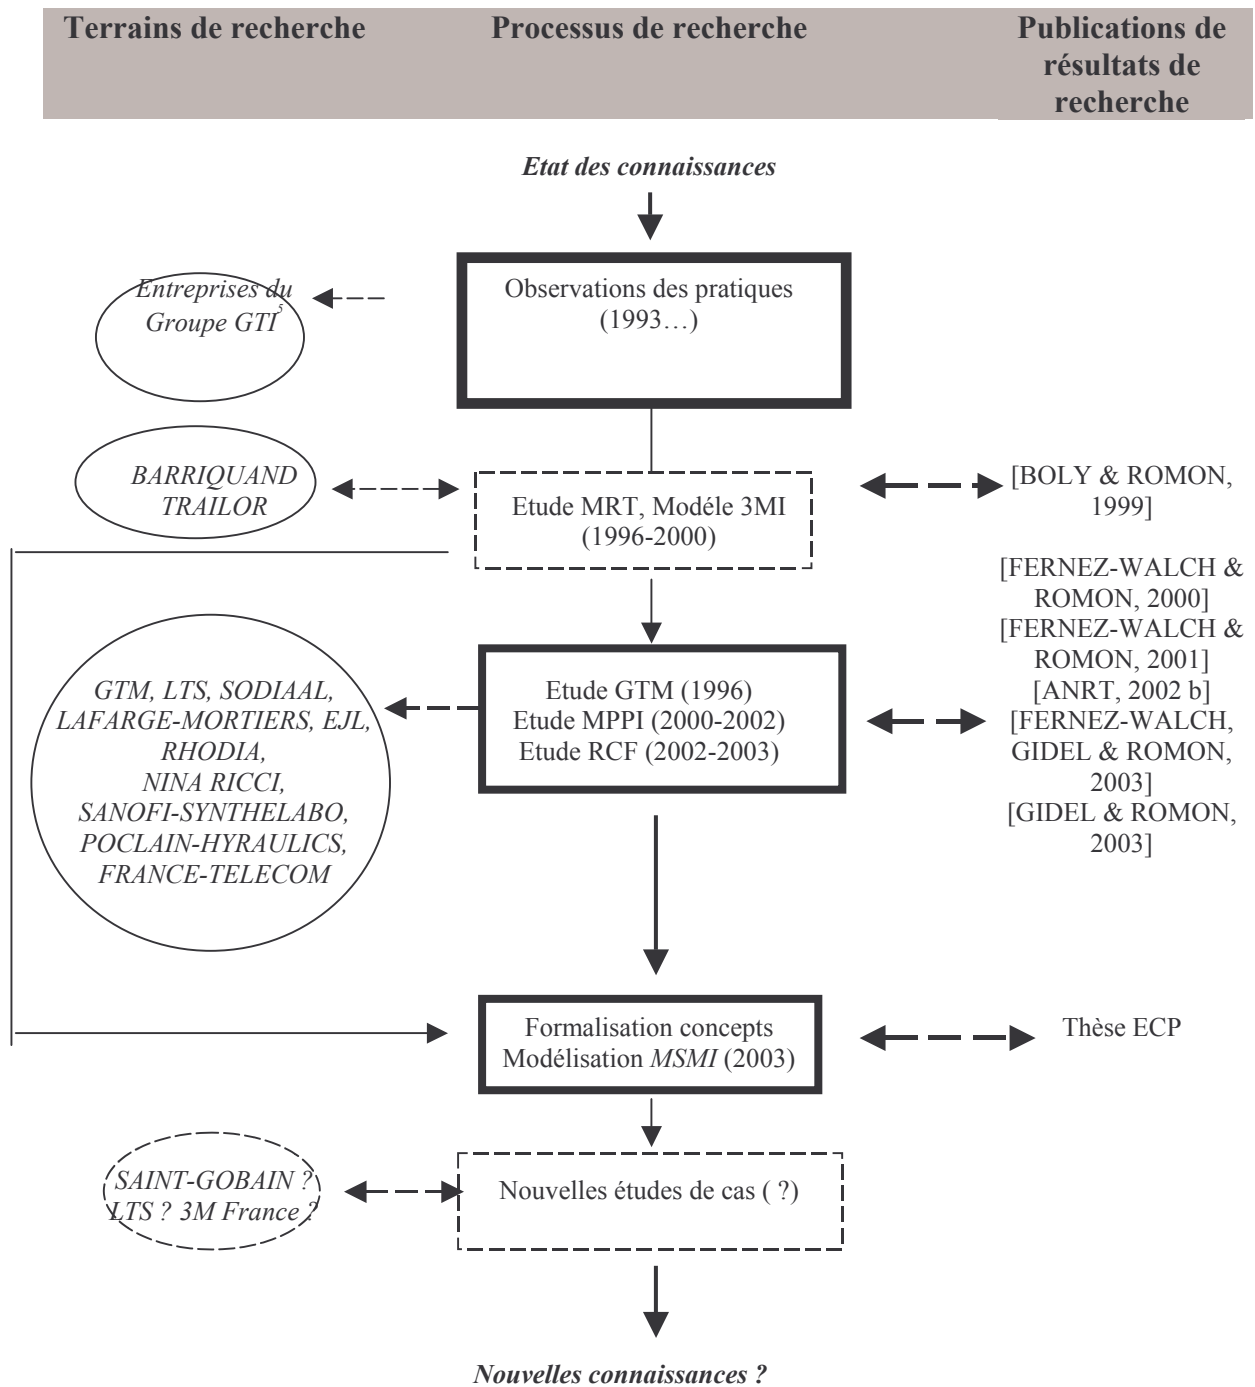 Terrains de recherche
Processus de recherche
Publications de
résultats de
recherche
Etat des connaissances
Entreprises du
Groupe GTI5
Observations des pratiques
(1993…)
BARRIQUAND
TRAILOR
Etude MRT, Modéle 3MI
(1996-2000)
[BOLY & ROMON,
1999]
GTM, LTS, SODIAAL,
LAFARGE-MORTIERS, EJL,
RHODIA,
NINA RICCI,
SANOFI-SYNTHELABO,
POCLAIN-HYRAULICS,
FRANCE-TELECOM
Etude GTM (1996)
Etude MPPI (2000-2002)
Etude RCF (2002-2003)
[FERNEZ-WALCH &
ROMON, 2000]
[FERNEZ-WALCH &
ROMON, 2001]
[ANRT, 2002 b]
[FERNEZ-WALCH,
GIDEL & ROMON,
2003]
[GIDEL & ROMON,
2003]
Formalisation concepts
Modélisation MSMI (2003)
Thèse ECP
SAINT-GOBAIN ?
LTS ? 3M France ?
Nouvelles études de cas ( ?)
Nouvelles connaissances ?